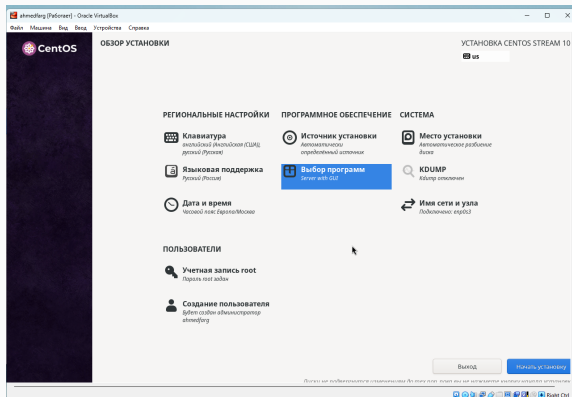 ahmedfarg [Работает] - Oracle VirtualBox
Файл Машина Вид Ввод Устройства Справка
CentOS
ОБЗОР УСТАНОВКИ
УСТАНОВКА CENTOS STREAM 10
us
РЕГИОНАЛЬНЫЕ НАСТРОЙКИ
ПРОГРАММНОЕ ОБЕСПЕЧЕНИЕ
СИСТЕМА
Клавиатура
английский (Английская (США)),
русский (Русская)
Источник установки
Автоматически
определённый источник
Место установки
Автоматическое разбиение
диска
Языковая поддержка
Русский (Россия)
Выбор программ
Server with GUI
KDUMP
Kdump отключен
Дата и время
Часовой пояс Европа/Москва
Имя сети и узла
Подключено: enp0s3
ПОЛЬЗОВАТЕЛИ
Учетная запись root
Пароль root задан
Создание пользователя
Будет создан администратор
ahmedfarg
Выход
Начать установку
Right Ctrl